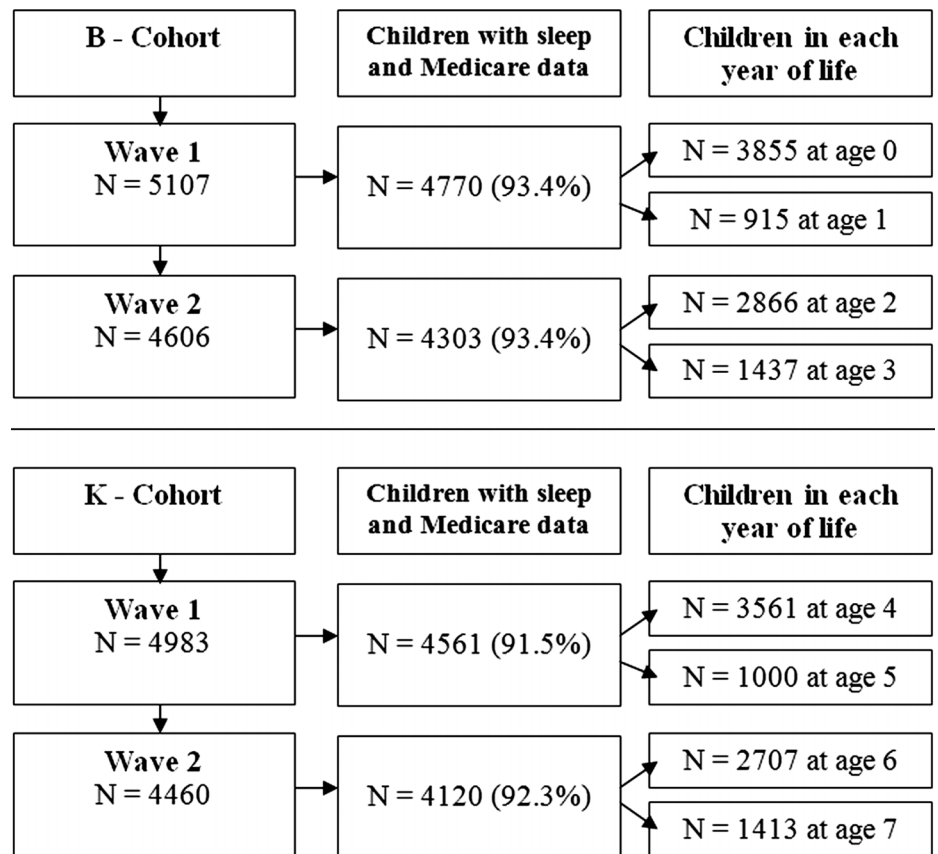 B - Cohort
Children with sleep
and Medicare data
Children in each
year of life
Wave 1
N = 5107
N = 4770 (93.4%)
N = 3855 at age 0
N = 915 at age 1
Wave 2
N = 4606
N = 4303 (93.4%)
N = 2866 at age 2
N = 1437 at age 3
K - Cohort
Children with sleep
and Medicare data
Children in each
year of life
Wave 1
N = 4983
N = 4561 (91.5%)
N = 3561 at age 4
N = 1000 at age 5
Wave 2
N = 4460
N = 4120 (92.3%)
N = 2707 at age 6
N = 1413 at age 7